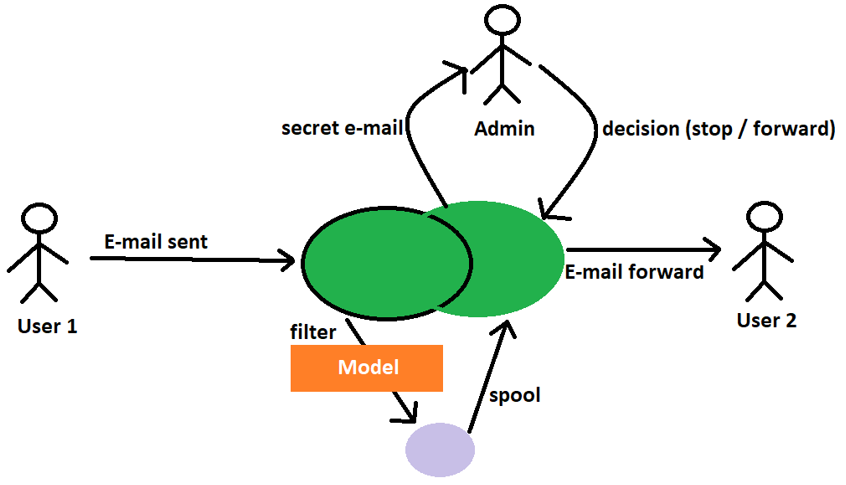 secret e-mail
Admin
decision (stop / forward)
E-mail sent
User 1
E-mail forward
User 2
filter
Model
spool